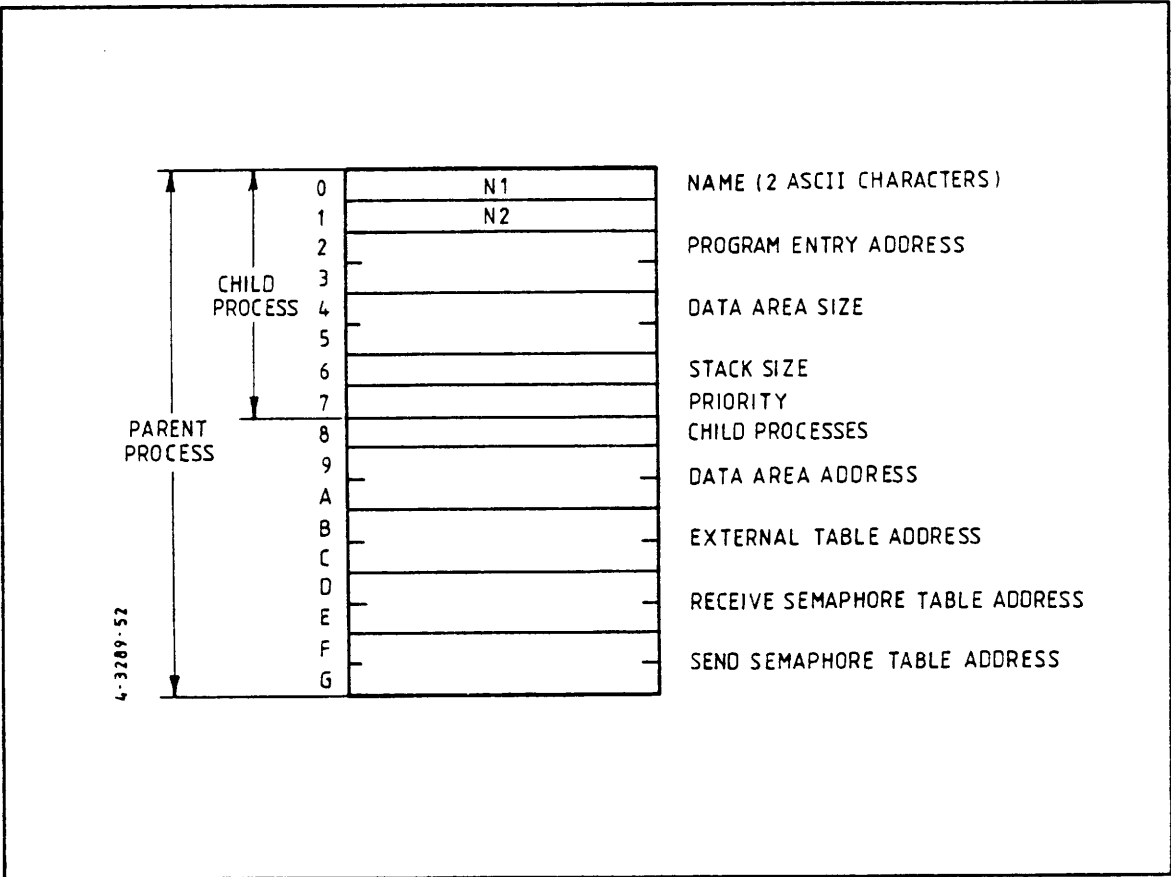 0 N1 NAME (2 ASCII CHARACTERS)
1 N2
2 PROGRAM ENTRY ADDRESS
3
CHILD
PROCESS
4 DATA AREA SIZE
5
6 STACK SIZE
7 PRIORITY
PARENT
PROCESS
8 CHILD PROCESSES
9 DATA AREA ADDRESS
A
B EXTERNAL TABLE ADDRESS
C
D RECEIVE SEMAPHORE TABLE ADDRESS
E
F SEND SEMAPHORE TABLE ADDRESS
G
4-3289-52